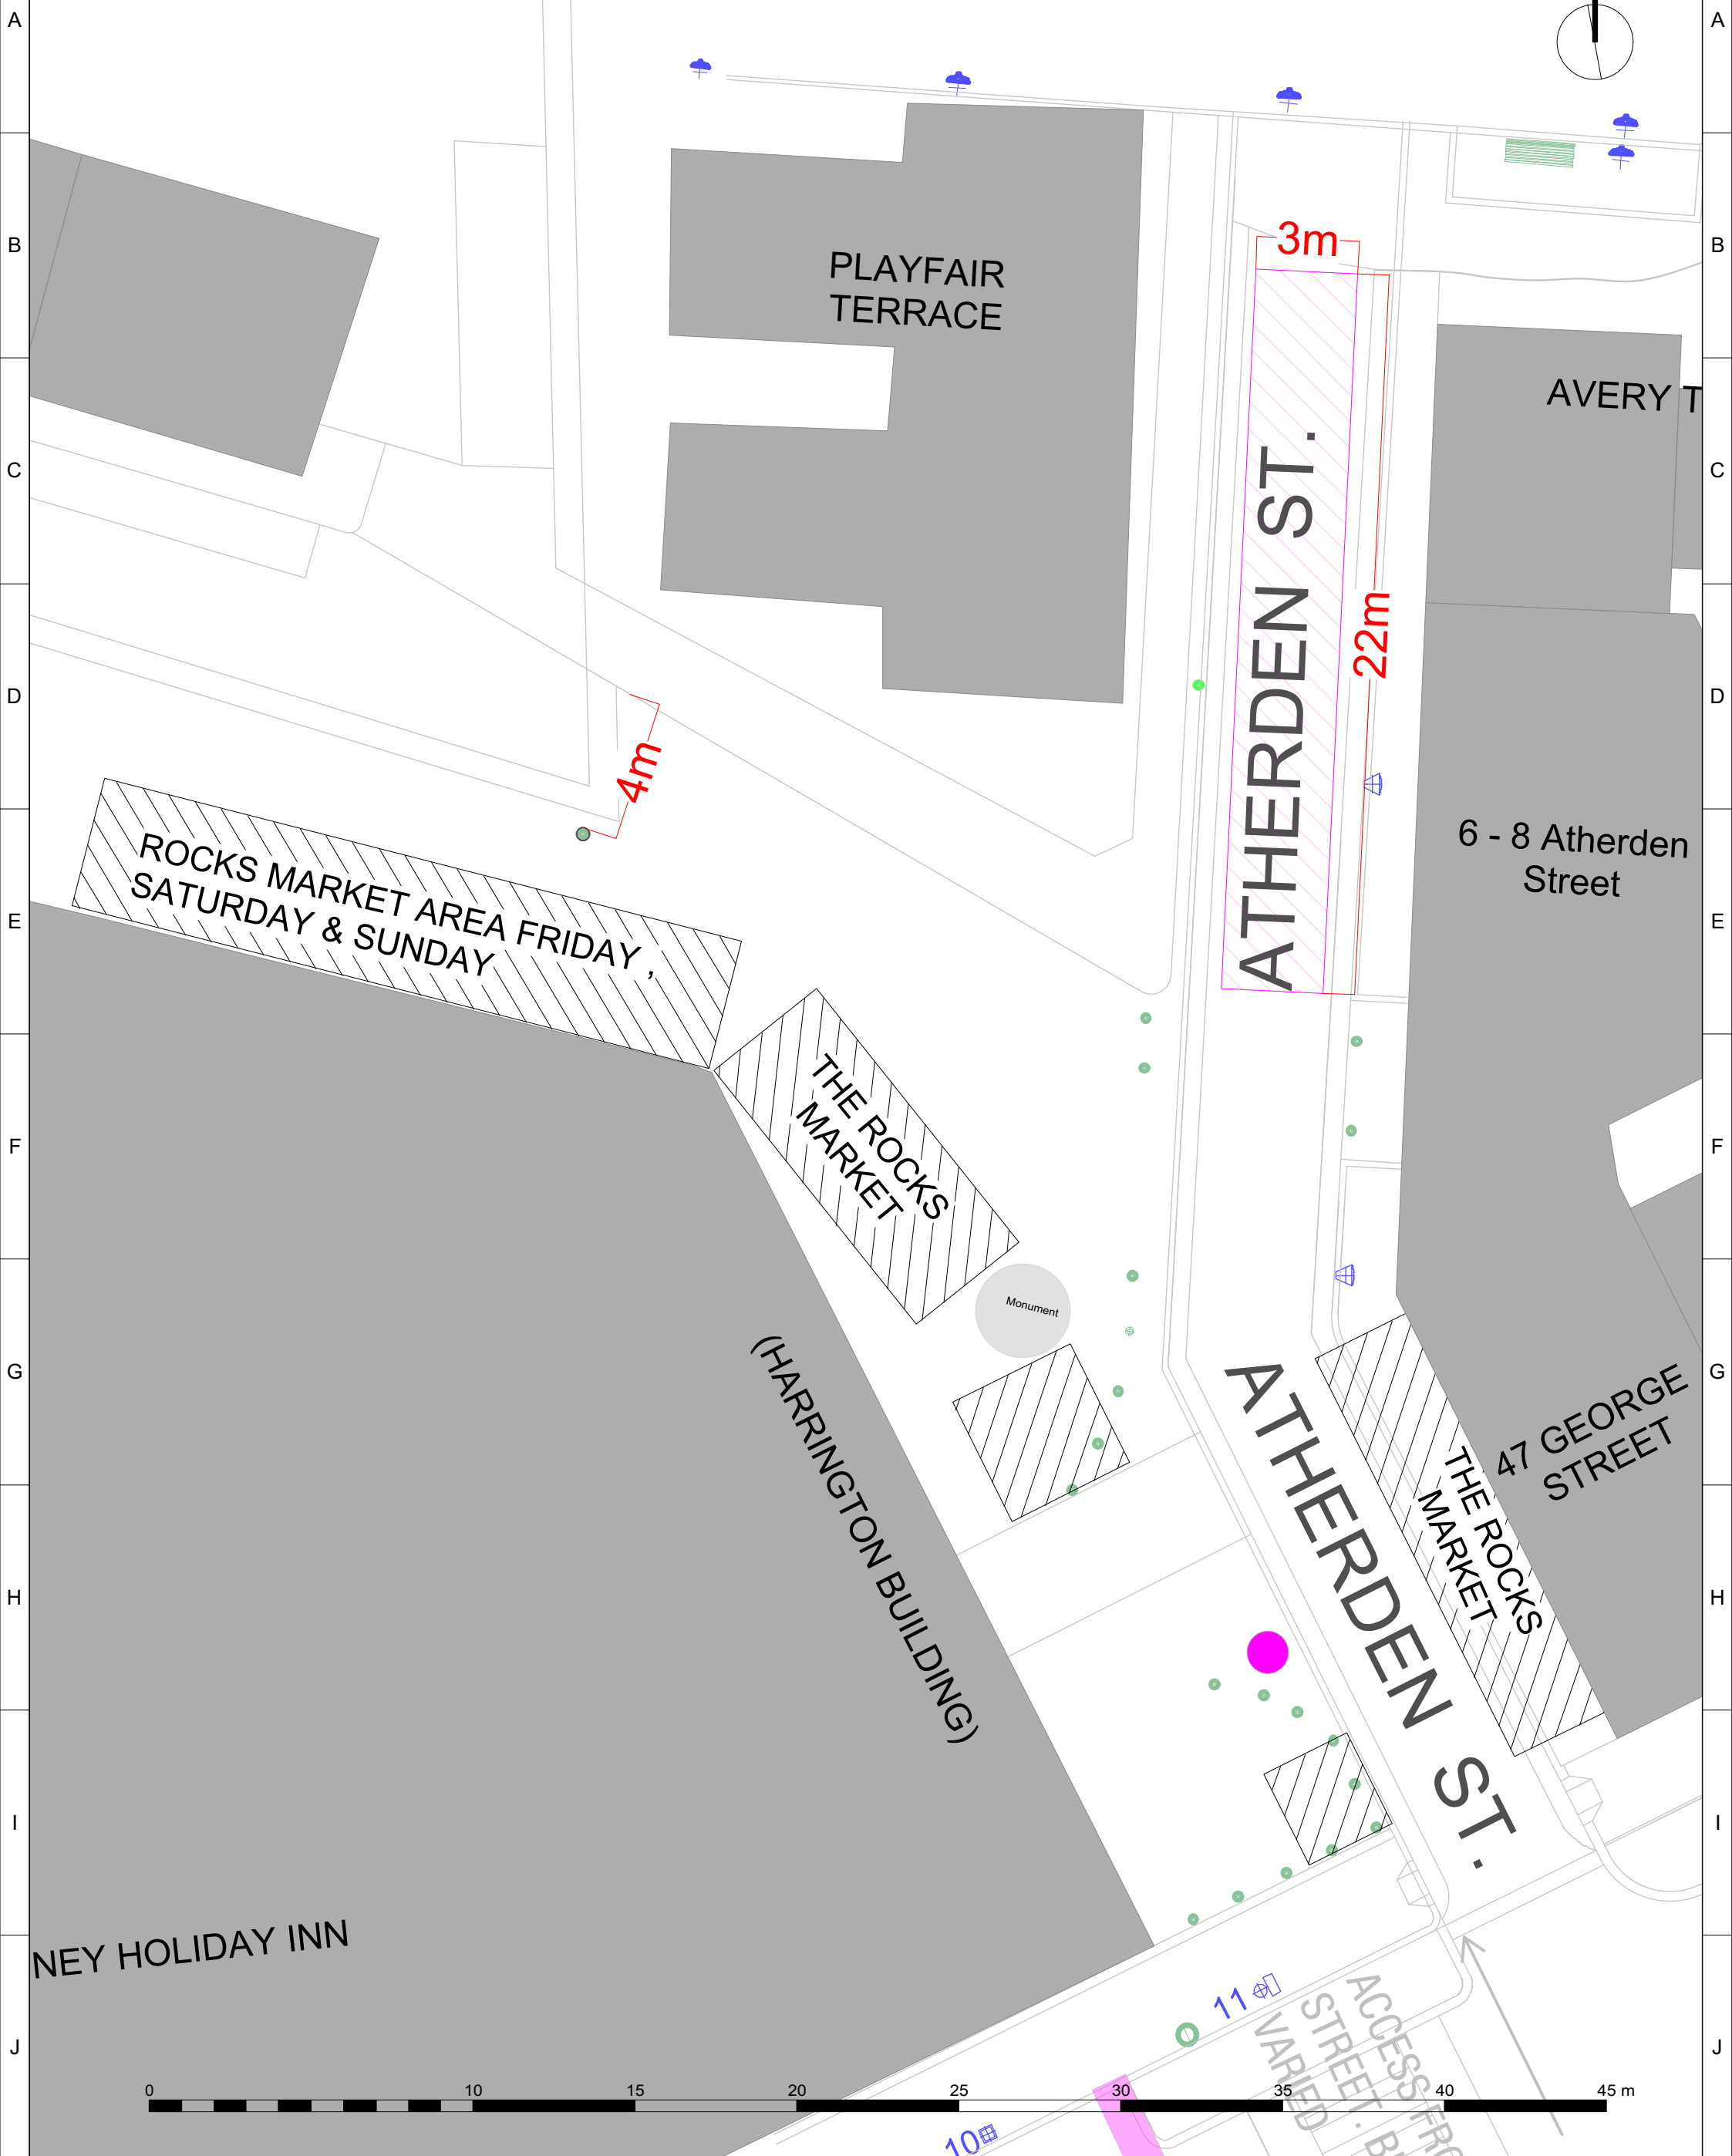 A
A
B
B
C
C
D
D
E
E
F
F
G
G
H
H
I
I
J
J
3m
PLAYFAIR
TERRACE
AVERY T
ATHERDEN ST.
22m
4m
6 - 8 Atherden
Street
ROCKS MARKET AREA FRIDAY ,
SATURDAY & SUNDAY
THE ROCKS
MARKET
Monument
(HARRINGTON BUILDING)
ATHERDEN ST.
47 GEORGE
STREET
THE ROCKS
MARKET
NEY HOLIDAY INN
11
10
ACCESS FRO
STREET. B
VARIED
0 10 15 20 25 30 35 40 45 m